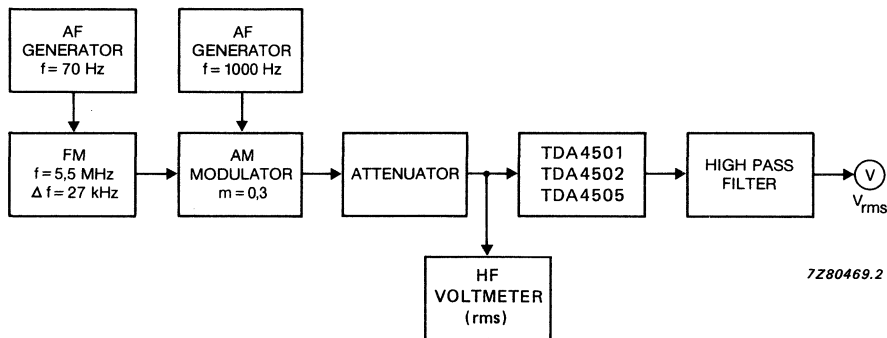 AF
GENERATOR
f = 70 Hz
AF
GENERATOR
f = 1000 Hz
FM
f = 5,5 MHz
Δ f = 27 kHz
AM
MODULATOR
m = 0,3
ATTENUATOR
TDA4501
TDA4502
TDA4505
HIGH PASS
FILTER
V
Vrms
HF
VOLTMETER
(rms)
7Z80469.2